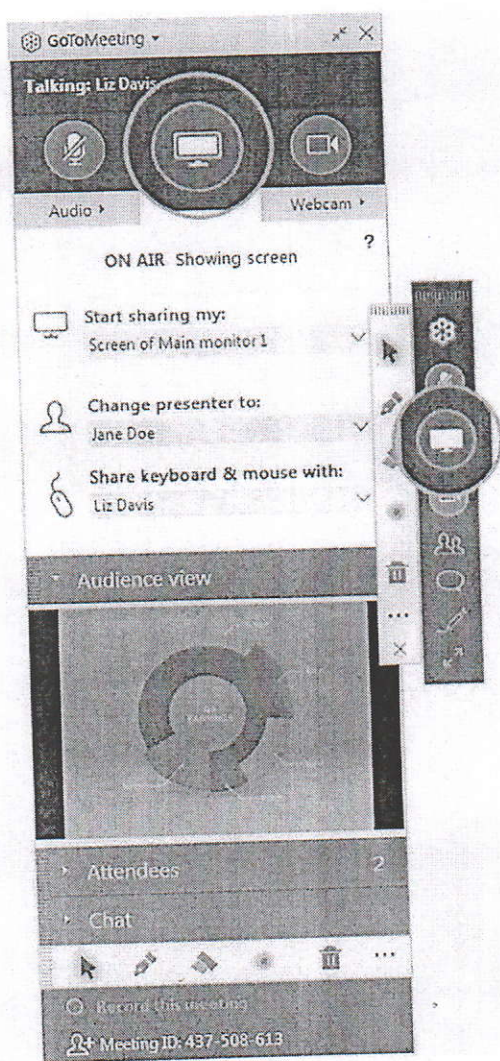 GoToMeeting
Talking: Liz Davis
Audio
Webcam
ON AIR Showing screen
?
Start sharing my:
Screen of Main monitor 1
Change presenter to:
Jane Doe
Share keyboard & mouse with:
Liz Davis
Audience view
Attendees 2
Chat
Record this meeting
Meeting ID: 437-508-613